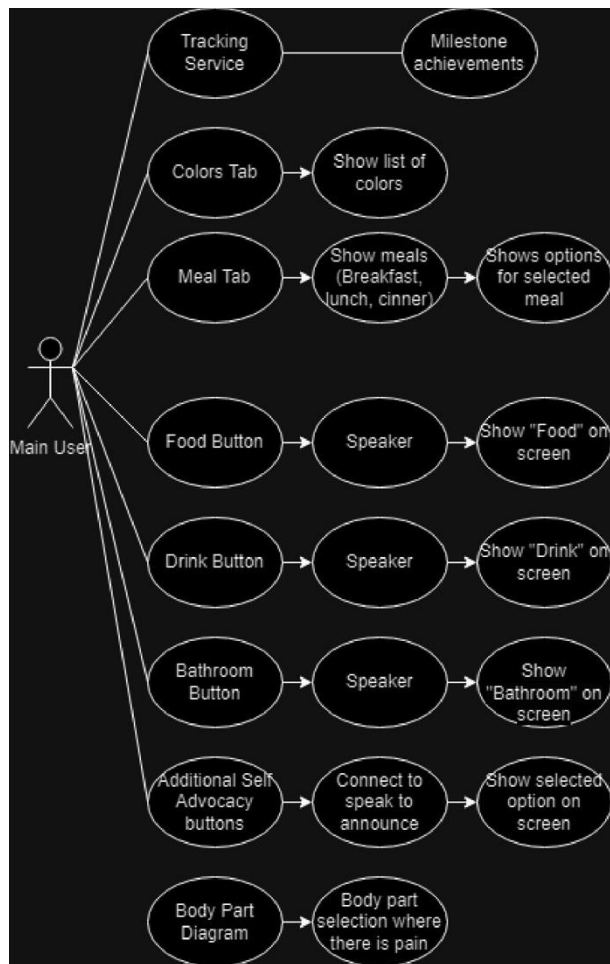 Tracking
Service
Milestone
achievements
Colors Tab
Show list of
colors
Meal Tab
Show meals
(Breakfast,
lunch, cinner)
Shows options
for selected
meal
Main User
Food Button
Speaker
Show "Food" on
screen
Drink Button
Speaker
Show "Drink" on
screen
Bathroom
Button
Speaker
Show
"Bathroom" on
screen
Additional Self
Advocacy
buttons
Connect to
speak to
announce
Show selected
option on
screen
Body Part
Diagram
Body part
selection where
there is pain